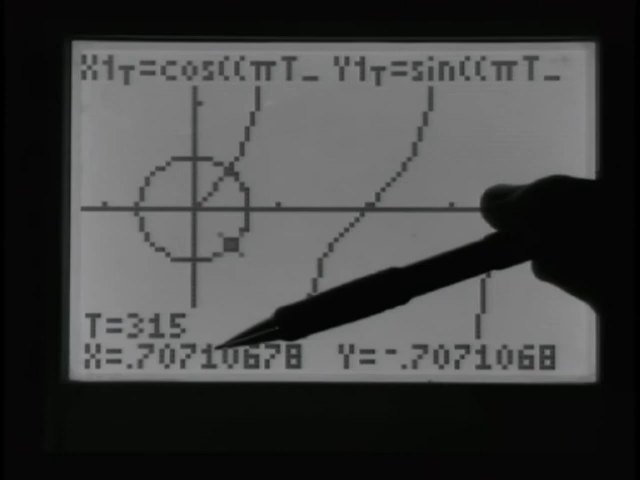 X1T=cos((πT_ Y1T=sin((πT_
T=315
X=.70710678 Y=-.7071068